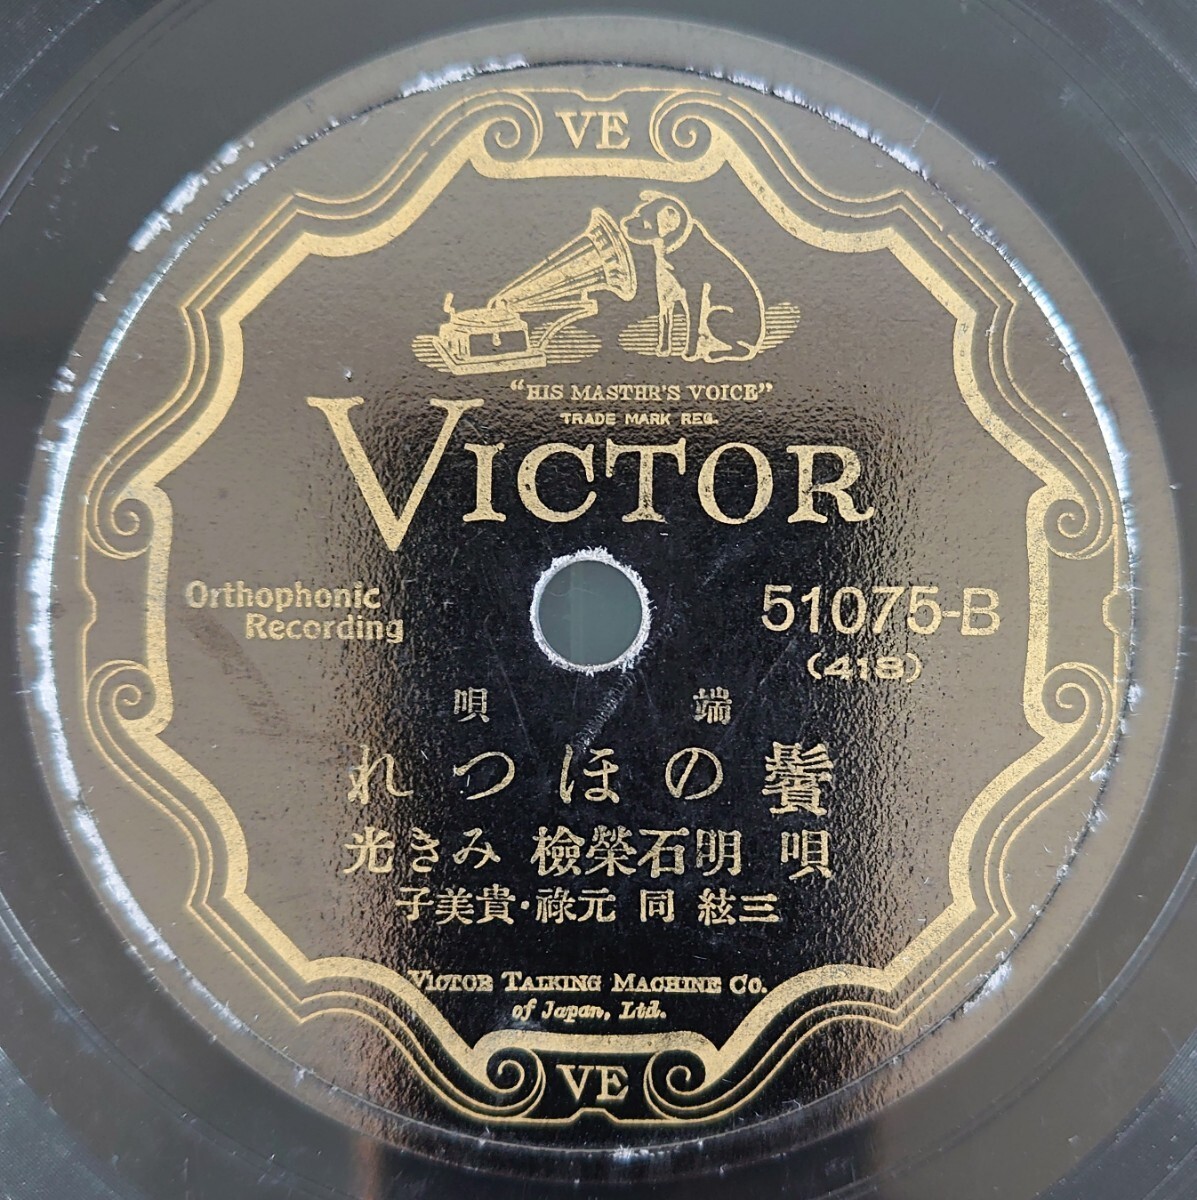 VE
"HIS MASTER'S VOICE"
TRADE MARK REG.
VICTOR
Orthophonic
Recording
51075-B
(418)
端唄
鬢のほつれ
唄 明石榮檢 みき光
三絃 同 元祿・貴美子
VICTOR TALKING MACHINE CO.
of Japan, Ltd.
VE